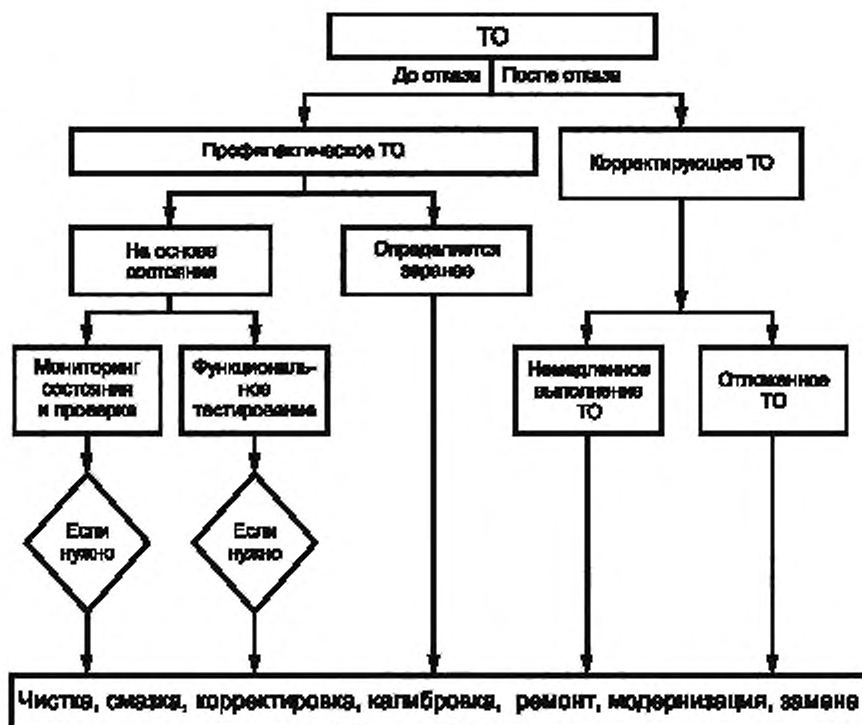 ТО
До отказа После отказа
Профилактическое ТО
Корректирующее ТО
На основе
состояния
Определяется
заранее
Мониторинг
состояния
и проверка
Функциональ-
ное
тестирование
Немедленное
выполнение
ТО
Отложенное
ТО
Если
нужно
Если
нужно
Чистка, смазка, корректировка, калибровка, ремонт, модернизация, замена